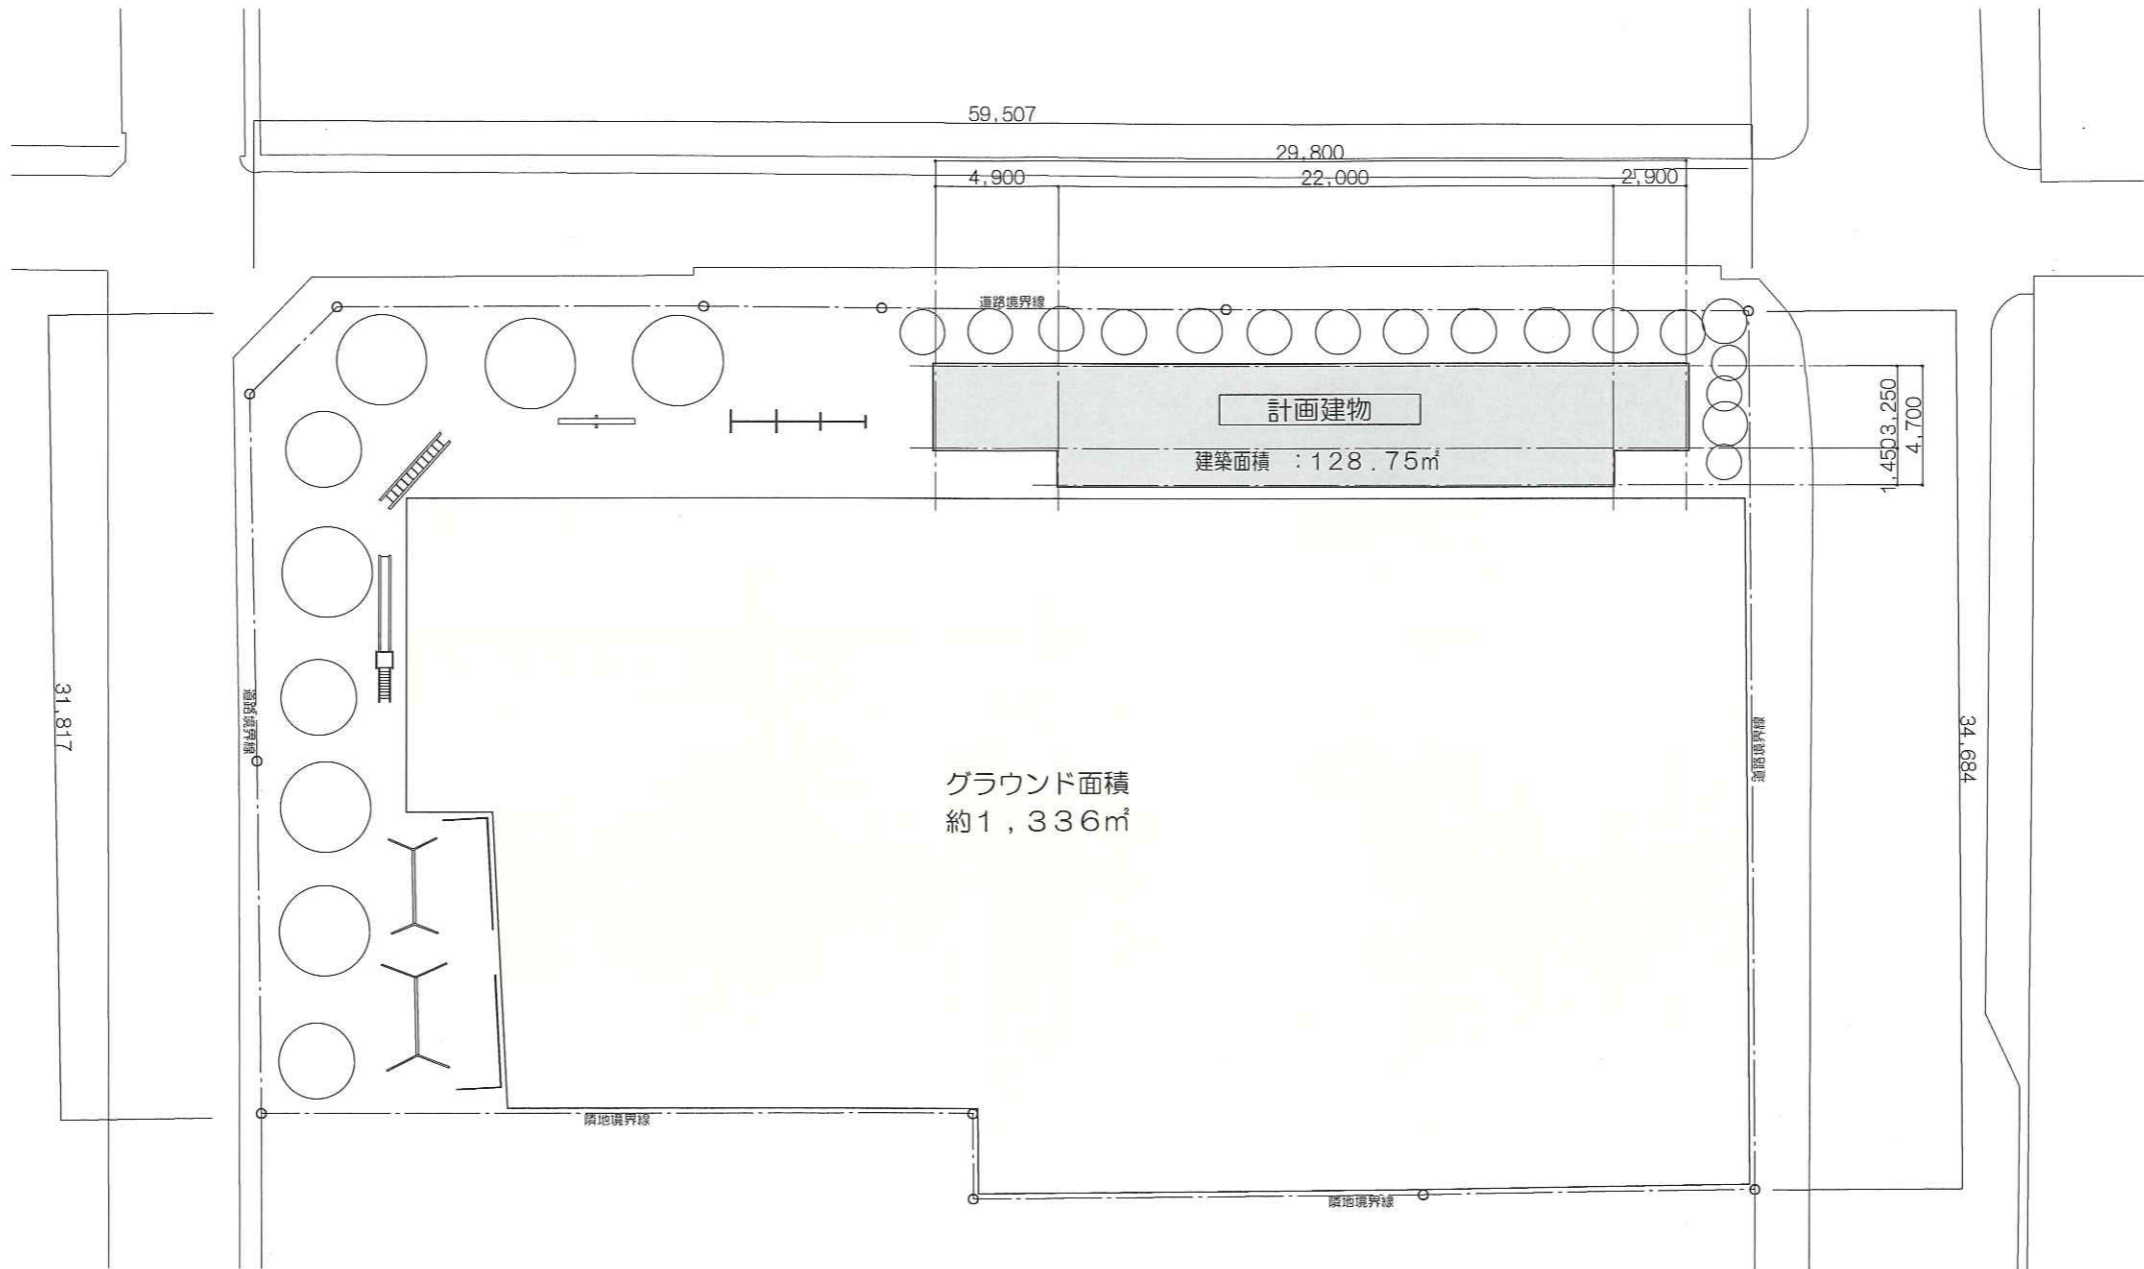 59,507
29,800
4,900
22,000
2,900
道路境界線
計画建物
建築面積 :128.75㎡
1,450
3,250
4,700
31,817
道路境界線
グラウンド面積
約1,336㎡
道路境界線
34,684
隣地境界線
隣地境界線